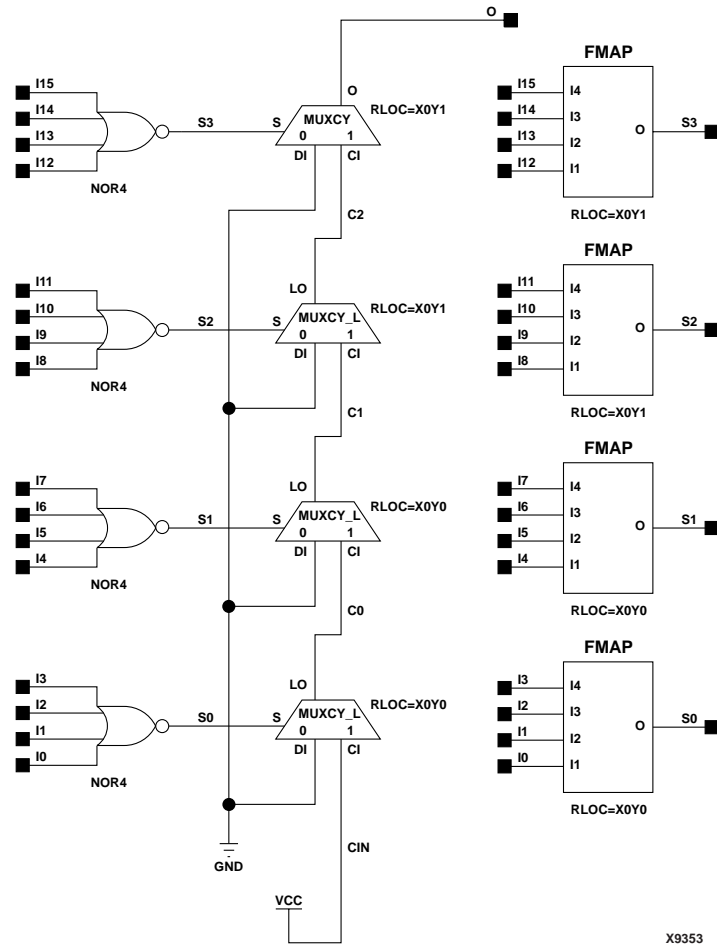 O
FMAP
I15
I14
I13
I12
NOR4
S3
S
MUXCY
0 1
DI CI
O
RLOC=X0Y1
I15
I14
I13
I12
I4
I3
I2
I1
O
S3
RLOC=X0Y1
C2
FMAP
I11
I10
I9
I8
NOR4
S2
S
LO
MUXCY_L
0 1
DI CI
RLOC=X0Y1
I11
I10
I9
I8
I4
I3
I2
I1
O
S2
RLOC=X0Y1
C1
FMAP
I7
I6
I5
I4
NOR4
S1
S
LO
MUXCY_L
0 1
DI CI
RLOC=X0Y0
I7
I6
I5
I4
I4
I3
I2
I1
O
S1
RLOC=X0Y0
C0
FMAP
I3
I2
I1
I0
NOR4
S0
S
LO
MUXCY_L
0 1
DI CI
RLOC=X0Y0
I3
I2
I1
I0
I4
I3
I2
I1
O
S0
RLOC=X0Y0
CIN
GND
VCC
X9353